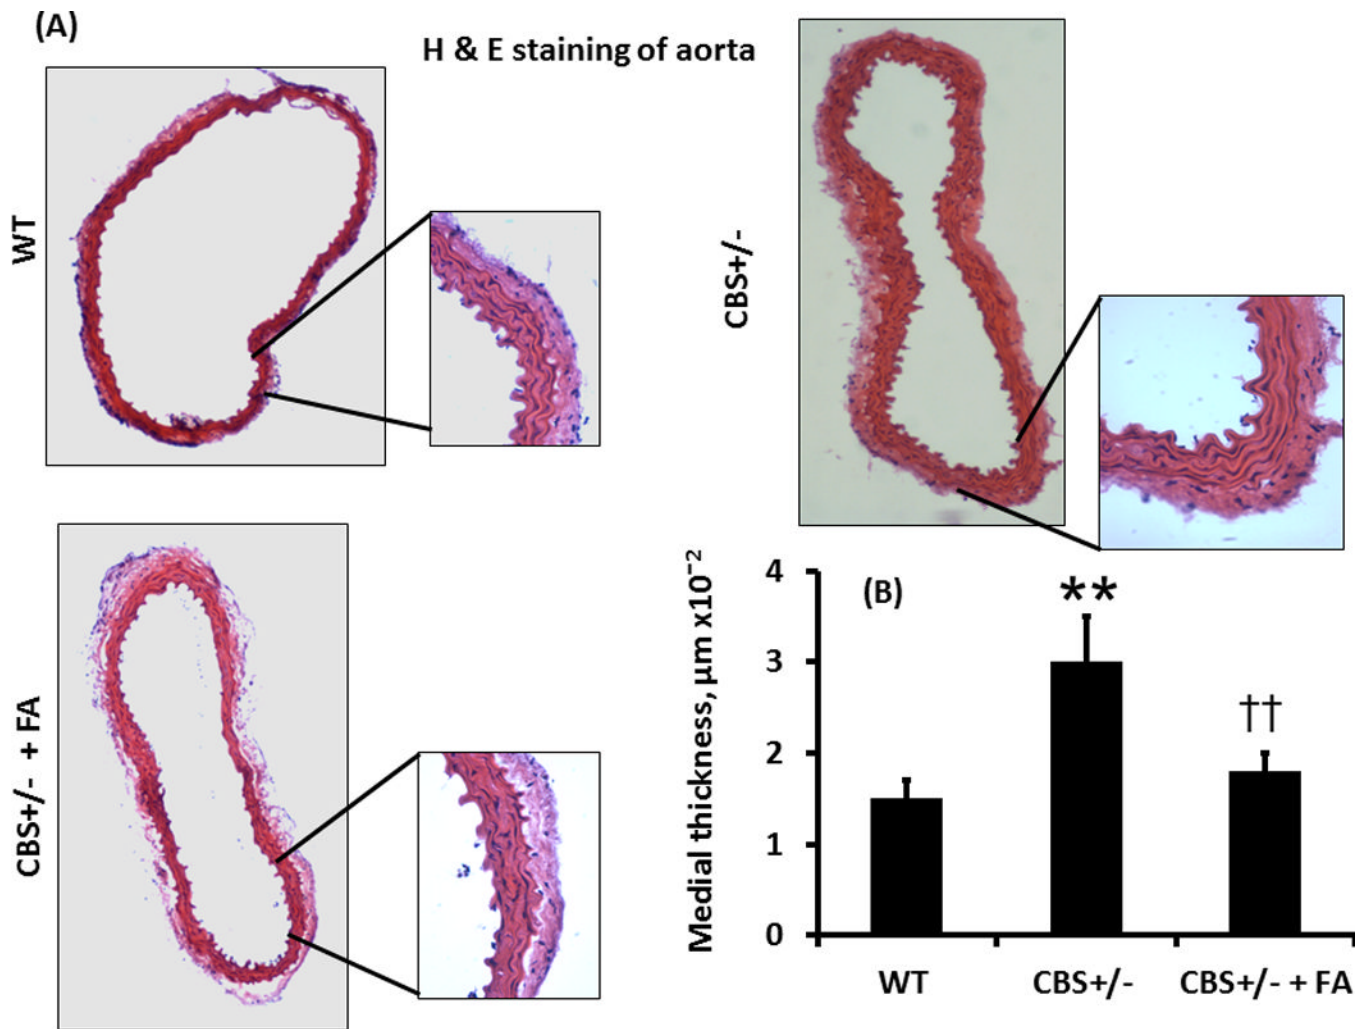 (A)
H & E staining of aorta
WT
CBS+/-
CBS+/- + FA
(B)
Medial thickness, µm x10⁻²
4
3
2
1
0
**
††
WT
CBS+/-
CBS+/- + FA